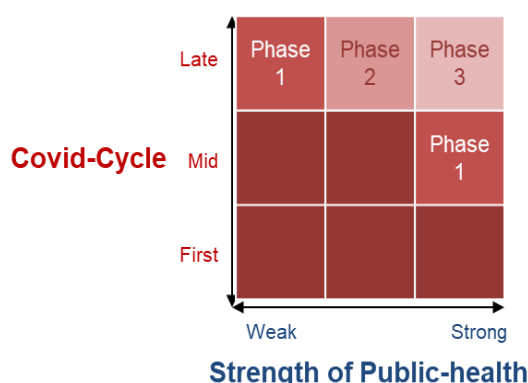 Late
Phase
1
Phase
2
Phase
3
Covid-Cycle
Mid
Phase
1
First
Weak
Strong
Strength of Public-health